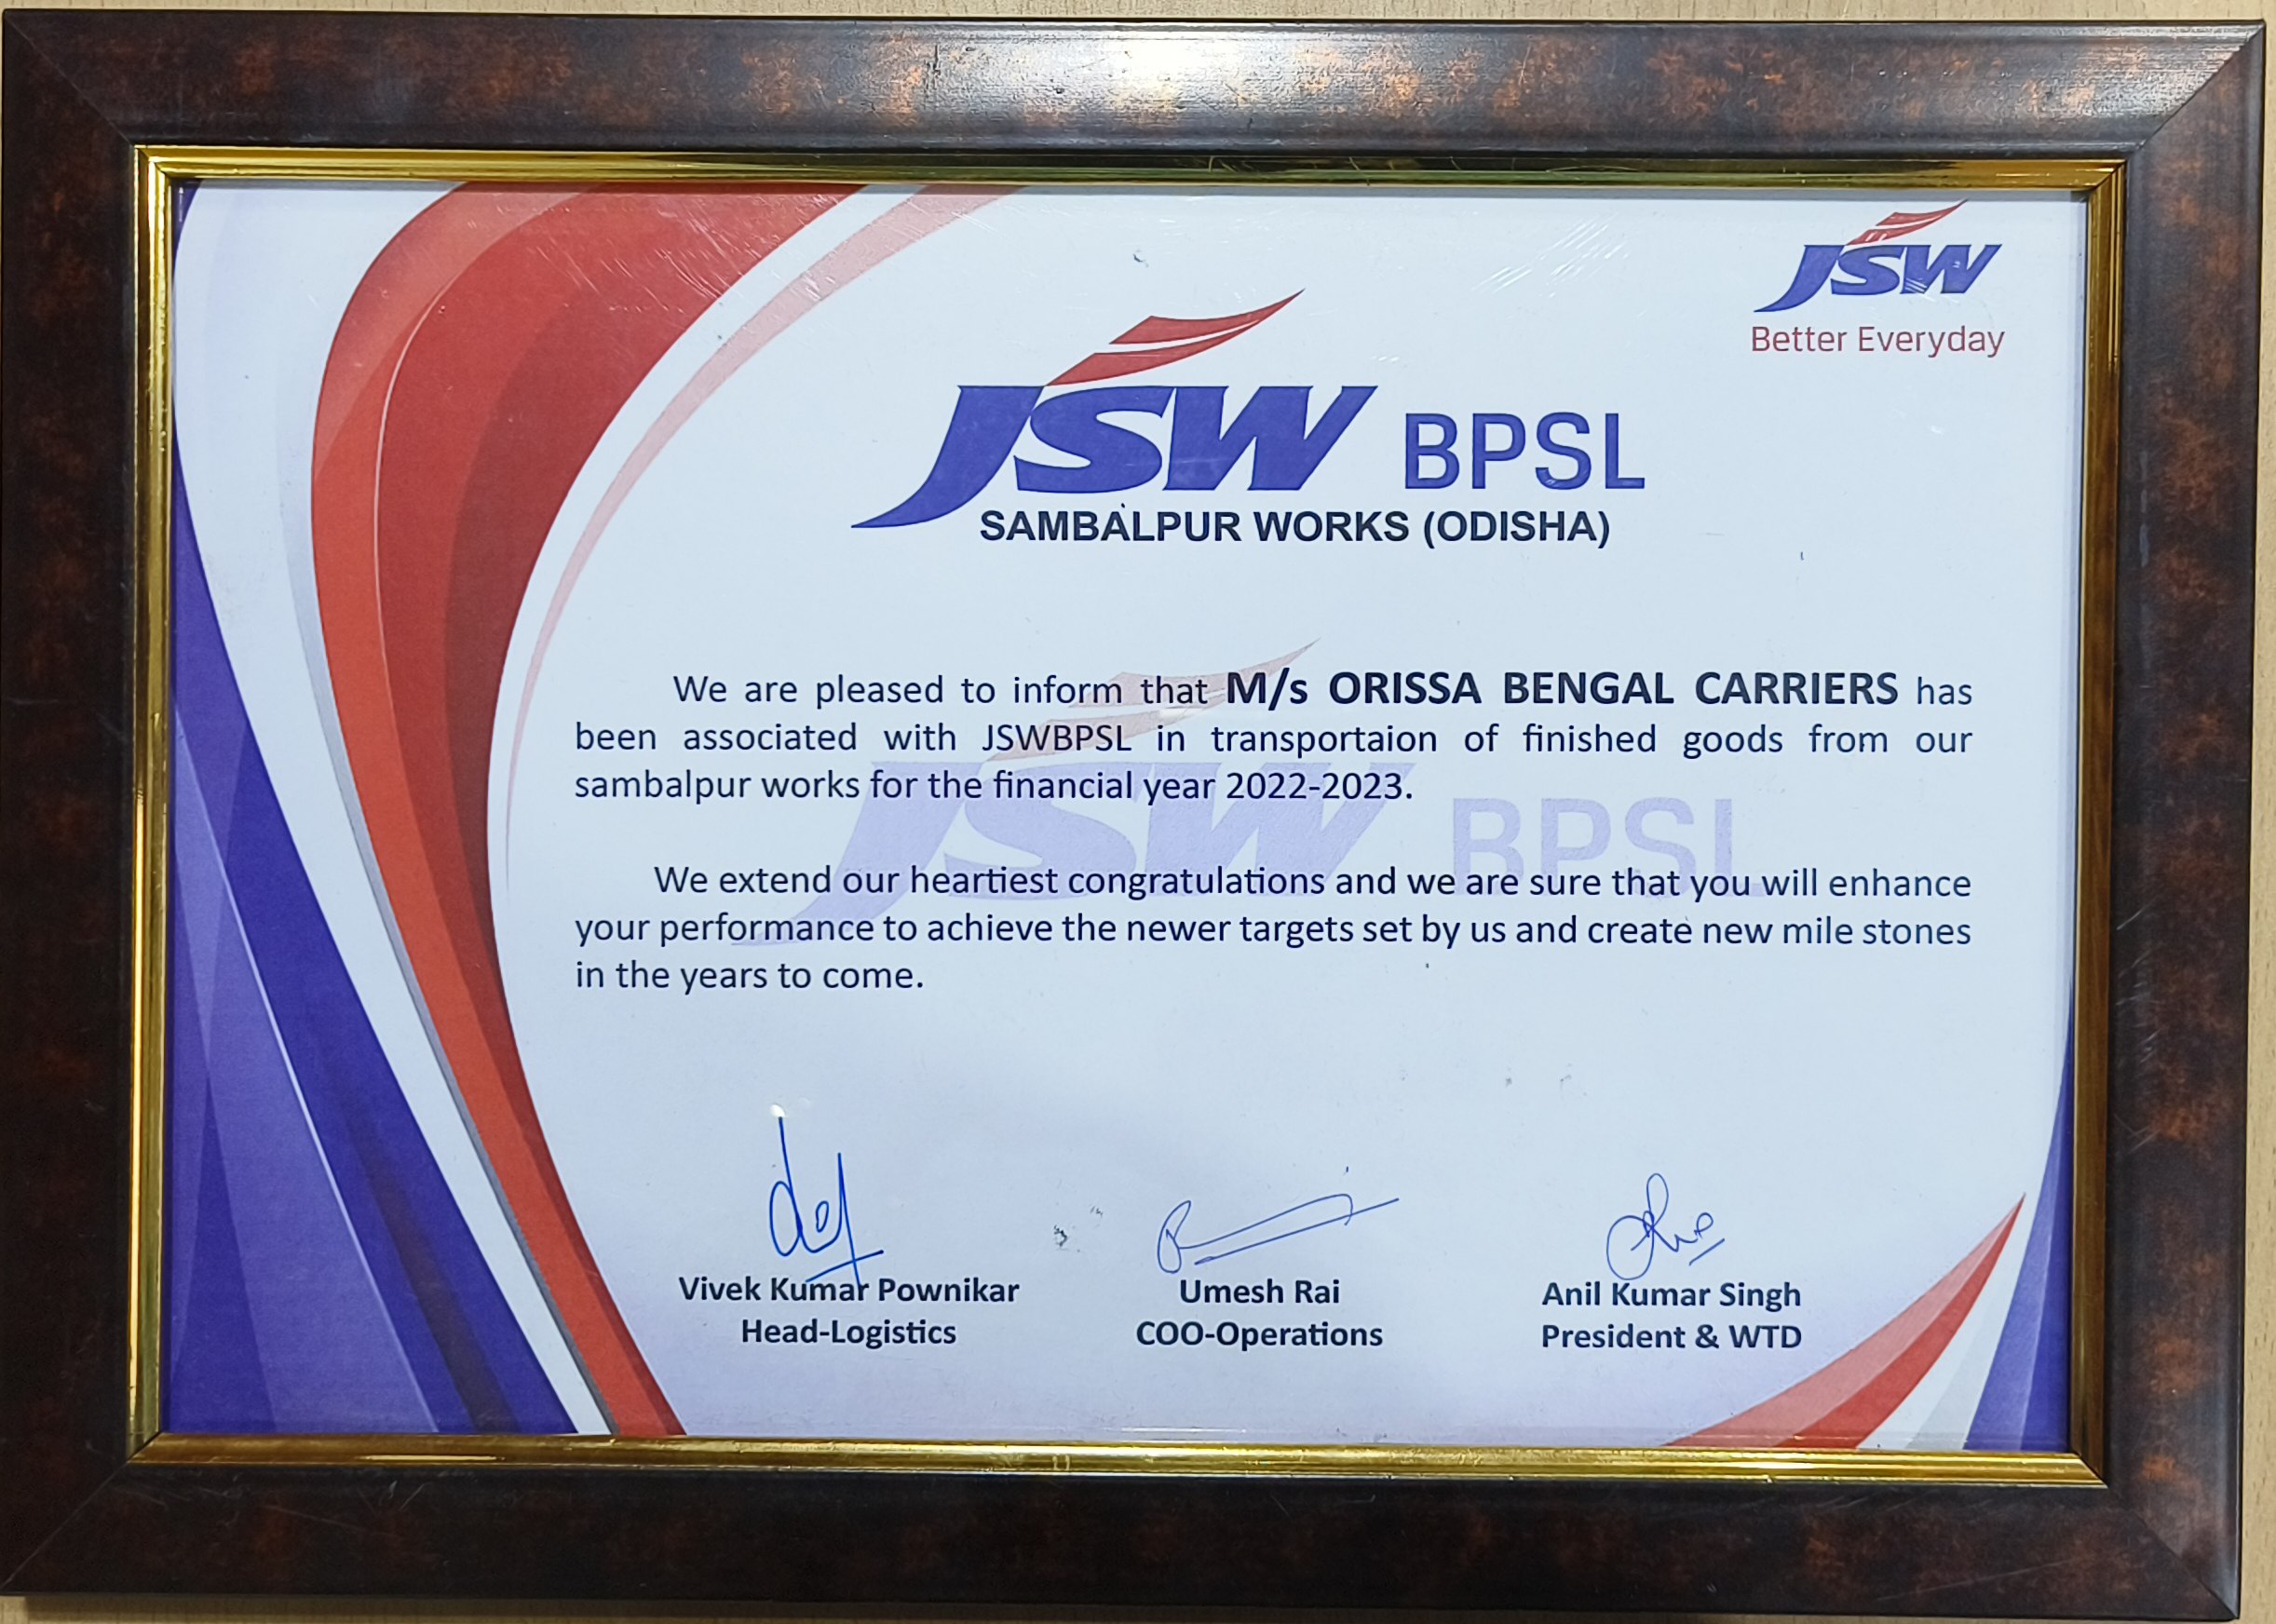 JSW
Better Everyday
JSW BPSL
SAMBALPUR WORKS (ODISHA)
We are pleased to inform that M/s ORISSA BENGAL CARRIERS has
been associated with JSWBPSL in transportaion of finished goods from our
sambalpur works for the financial year 2022-2023.
JSW BPSL
We extend our heartiest congratulations and we are sure that you will enhance
your performance to achieve the newer targets set by us and create new mile stones
in the years to come.
Vivek Kumar Pownikar
Head-Logistics
Umesh Rai
COO-Operations
Anil Kumar Singh
President & WTD